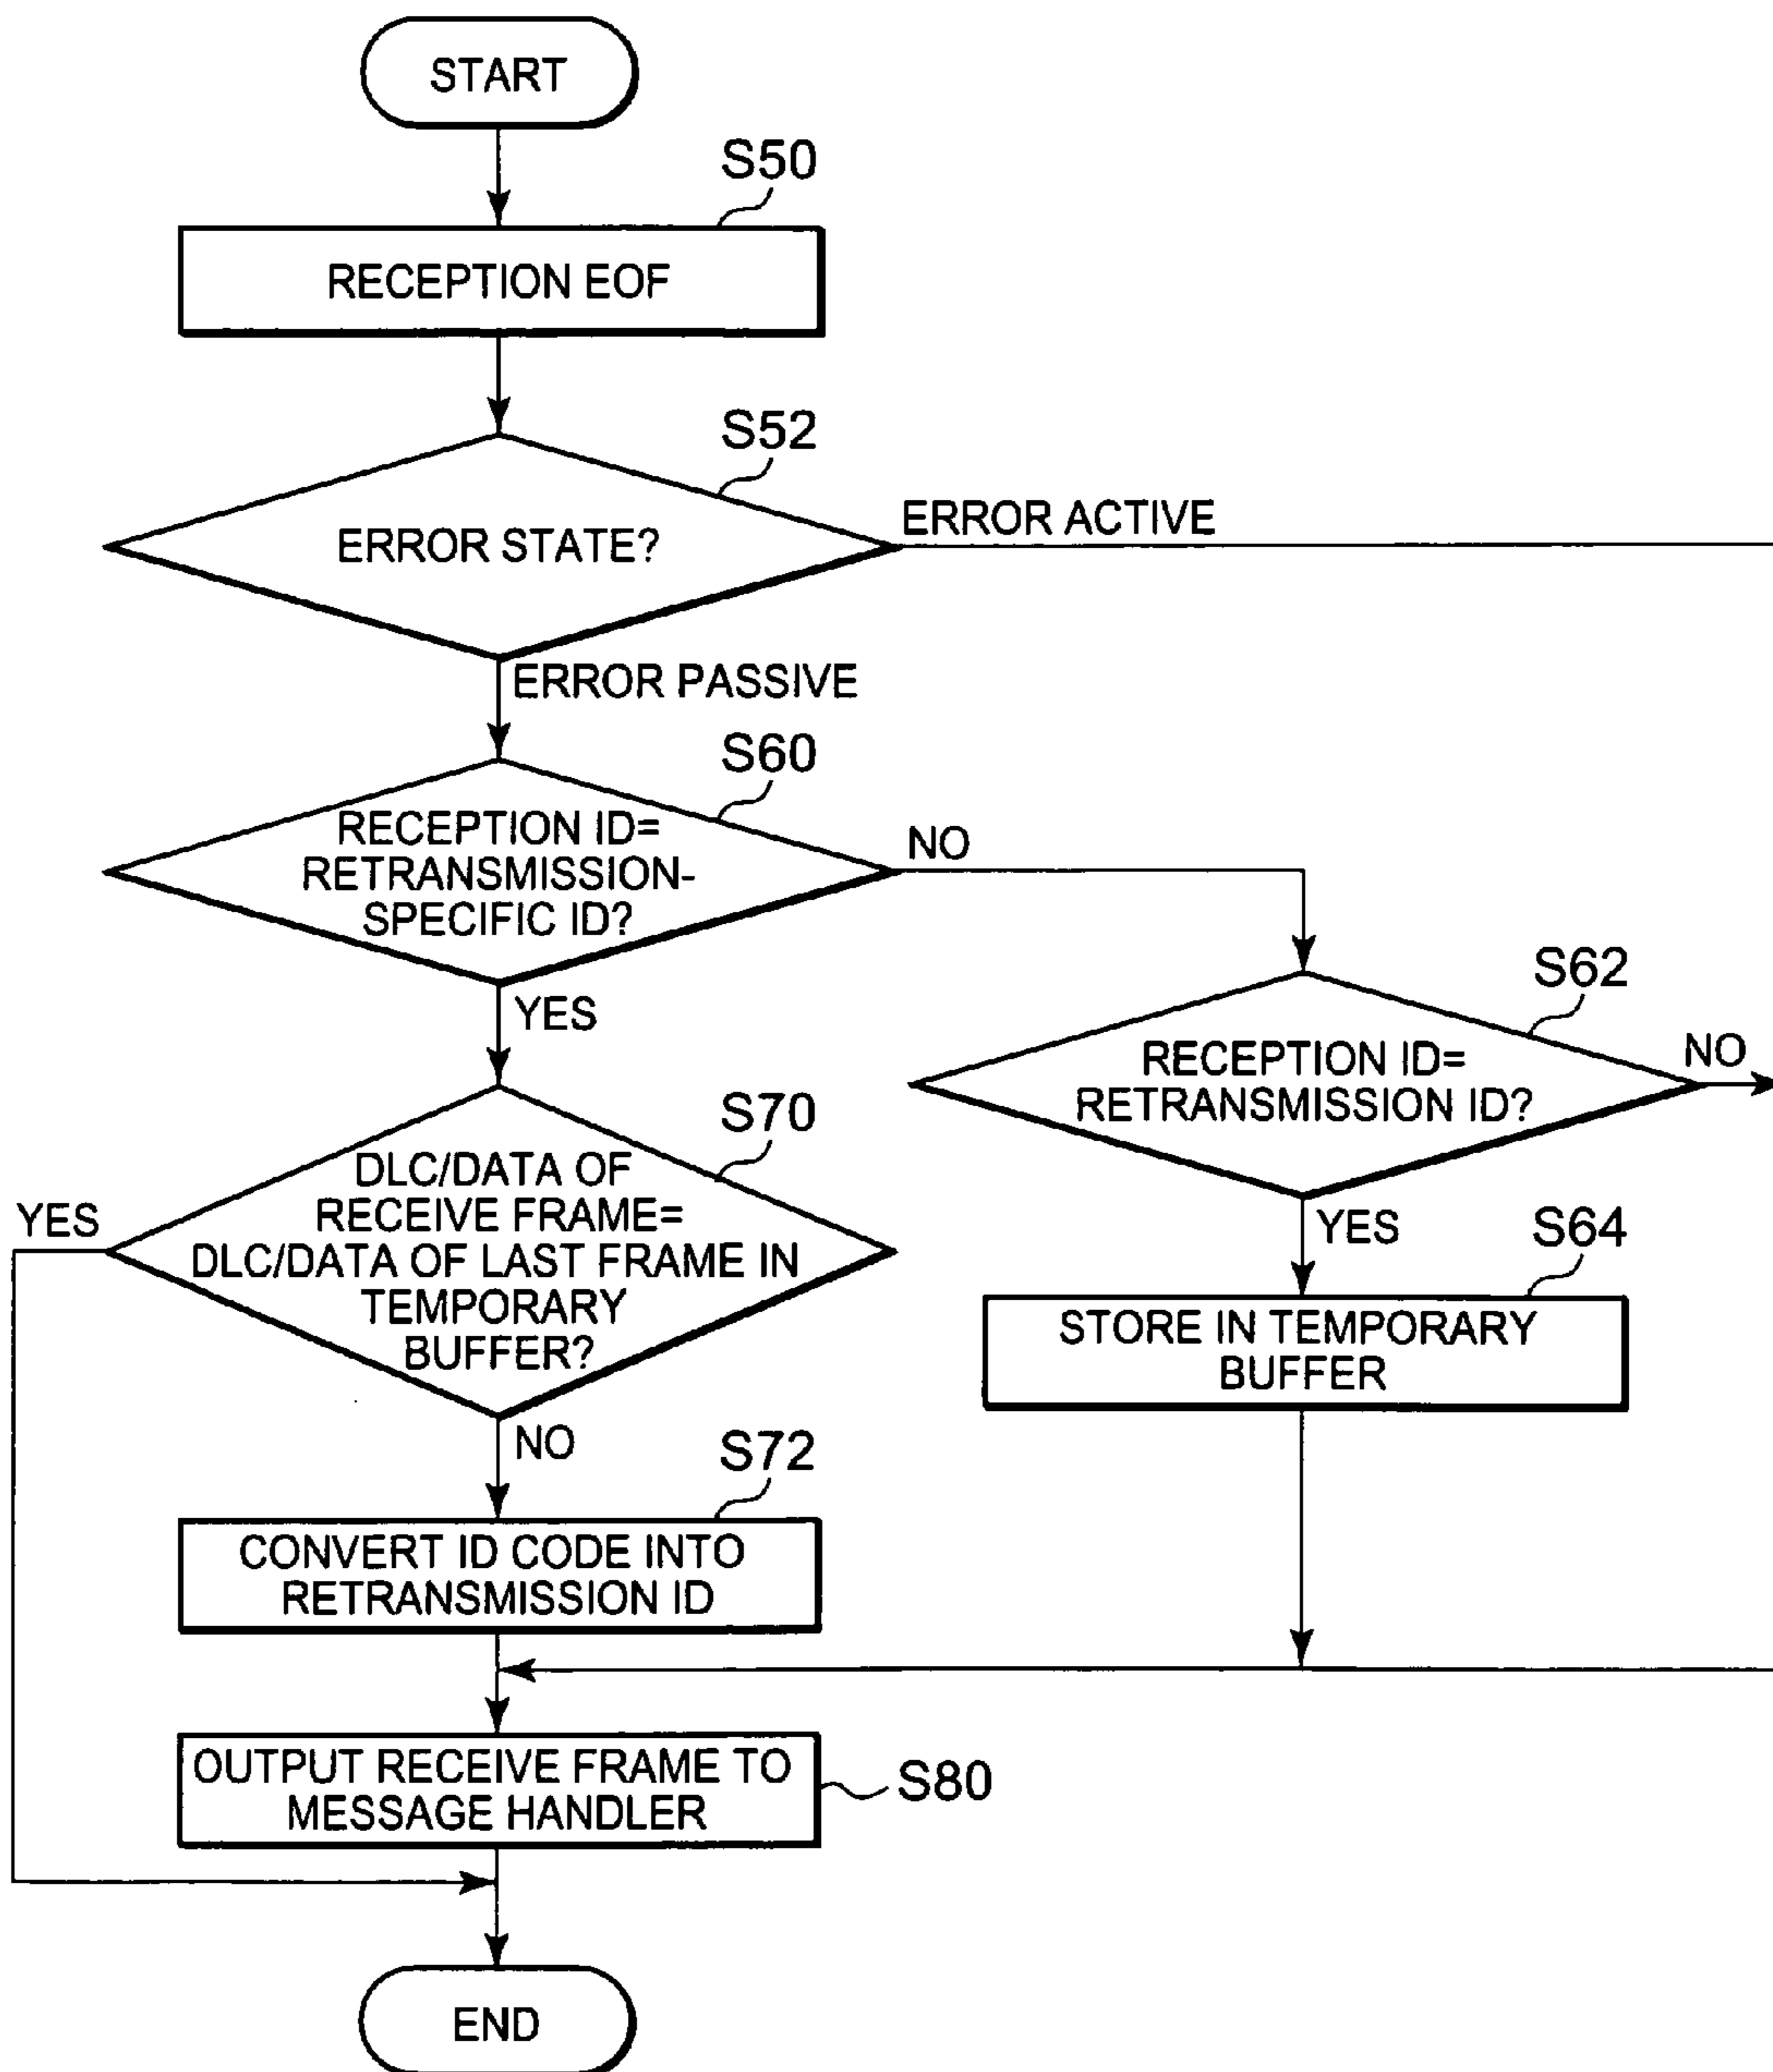 START
S50
RECEPTION EOF
S52
ERROR STATE?
ERROR ACTIVE
ERROR PASSIVE
S60
RECEPTION ID=
RETRANSMISSION-
SPECIFIC ID?
NO
YES
S62
RECEPTION ID=
RETRANSMISSION ID?
NO
YES
S64
STORE IN TEMPORARY
BUFFER
S70
DLC/DATA OF
RECEIVE FRAME=
DLC/DATA OF LAST FRAME IN
TEMPORARY
BUFFER?
YES
NO
S72
CONVERT ID CODE INTO
RETRANSMISSION ID
OUTPUT RECEIVE FRAME TO
MESSAGE HANDLER
S80
END